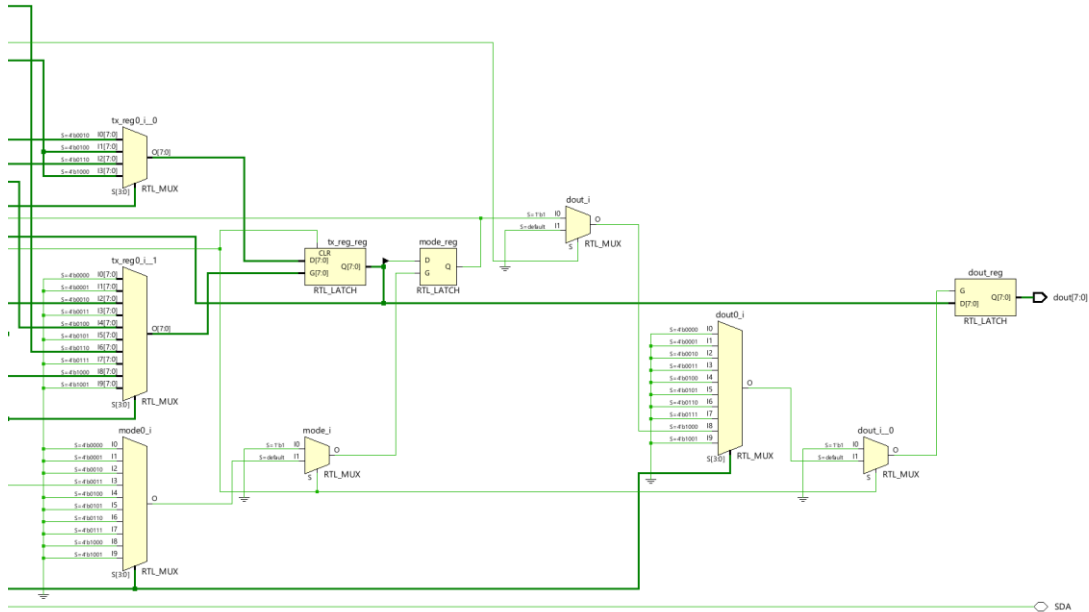 tx_reg0_i__0
S=4'b0010 I0[7:0]
S=4'b0100 I1[7:0]
S=4'b0110 I2[7:0]
S=4'b1000 I3[7:0]
O[7:0]
S[3:0]
RTL_MUX
dout_i
S=1'b1 I0
S=default I1
O
S
RTL_MUX
tx_reg_reg
CLR
D[7:0]
G[7:0]
Q[7:0]
RTL_LATCH
mode_reg
D
G
Q
RTL_LATCH
tx_reg0_i__1
S=4'b0000 I0[7:0]
S=4'b0001 I1[7:0]
S=4'b0010 I2[7:0]
S=4'b0011 I3[7:0]
S=4'b0100 I4[7:0]
S=4'b0101 I5[7:0]
S=4'b0110 I6[7:0]
S=4'b0111 I7[7:0]
S=4'b1000 I8[7:0]
S=4'b1001 I9[7:0]
O[7:0]
S[3:0]
RTL_MUX
dout_reg
G
D[7:0]
Q[7:0]
RTL_LATCH
dout[7:0]
dout0_i
S=4'b0000 I0
S=4'b0001 I1
S=4'b0010 I2
S=4'b0011 I3
S=4'b0100 I4
S=4'b0101 I5
S=4'b0110 I6
S=4'b0111 I7
S=4'b1000 I8
S=4'b1001 I9
O
S[3:0]
RTL_MUX
mode0_i
S=4'b0000 I0
S=4'b0001 I1
S=4'b0010 I2
S=4'b0011 I3
S=4'b0100 I4
S=4'b0101 I5
S=4'b0110 I6
S=4'b0111 I7
S=4'b1000 I8
S=4'b1001 I9
O
S[3:0]
RTL_MUX
mode_i
S=1'b1 I0
S=default I1
O
S
RTL_MUX
dout_i__0
S=1'b1 I0
S=default I1
O
S
RTL_MUX
SDA